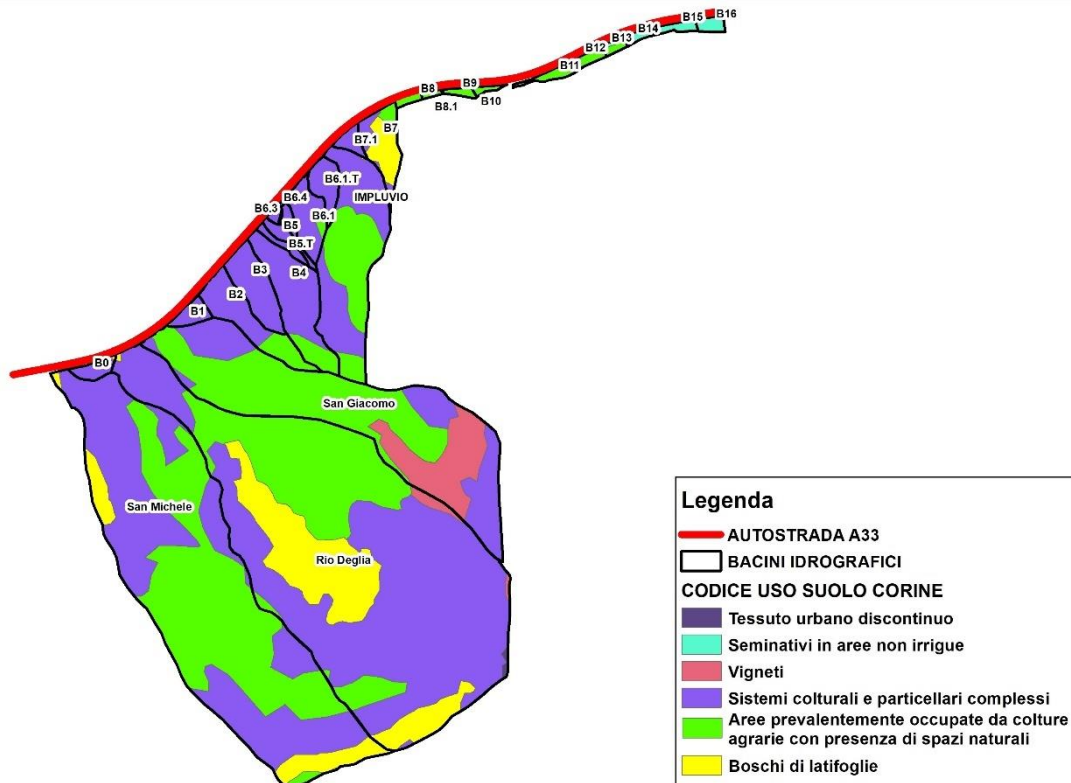 B16
B15
B14
B13
B12
B11
B9
B8
B10
B8.1
B7
B7.1
B6.1.T
IMPLUVIO
B6.4
B6.3
B6.1
B5
B5.T
B4
B3
B2
B1
B0
San Giacomo
San Michele
Rio Deglia
Legenda
AUTOSTRADA A33
BACINI IDROGRAFICI
CODICE USO SUOLO CORINE
Tessuto urbano discontinuo
Seminativi in aree non irrigue
Vigneti
Sistemi colturali e particellari complessi
Aree prevalentemente occupate da colture
agrarie con presenza di spazi naturali
Boschi di latifoglie